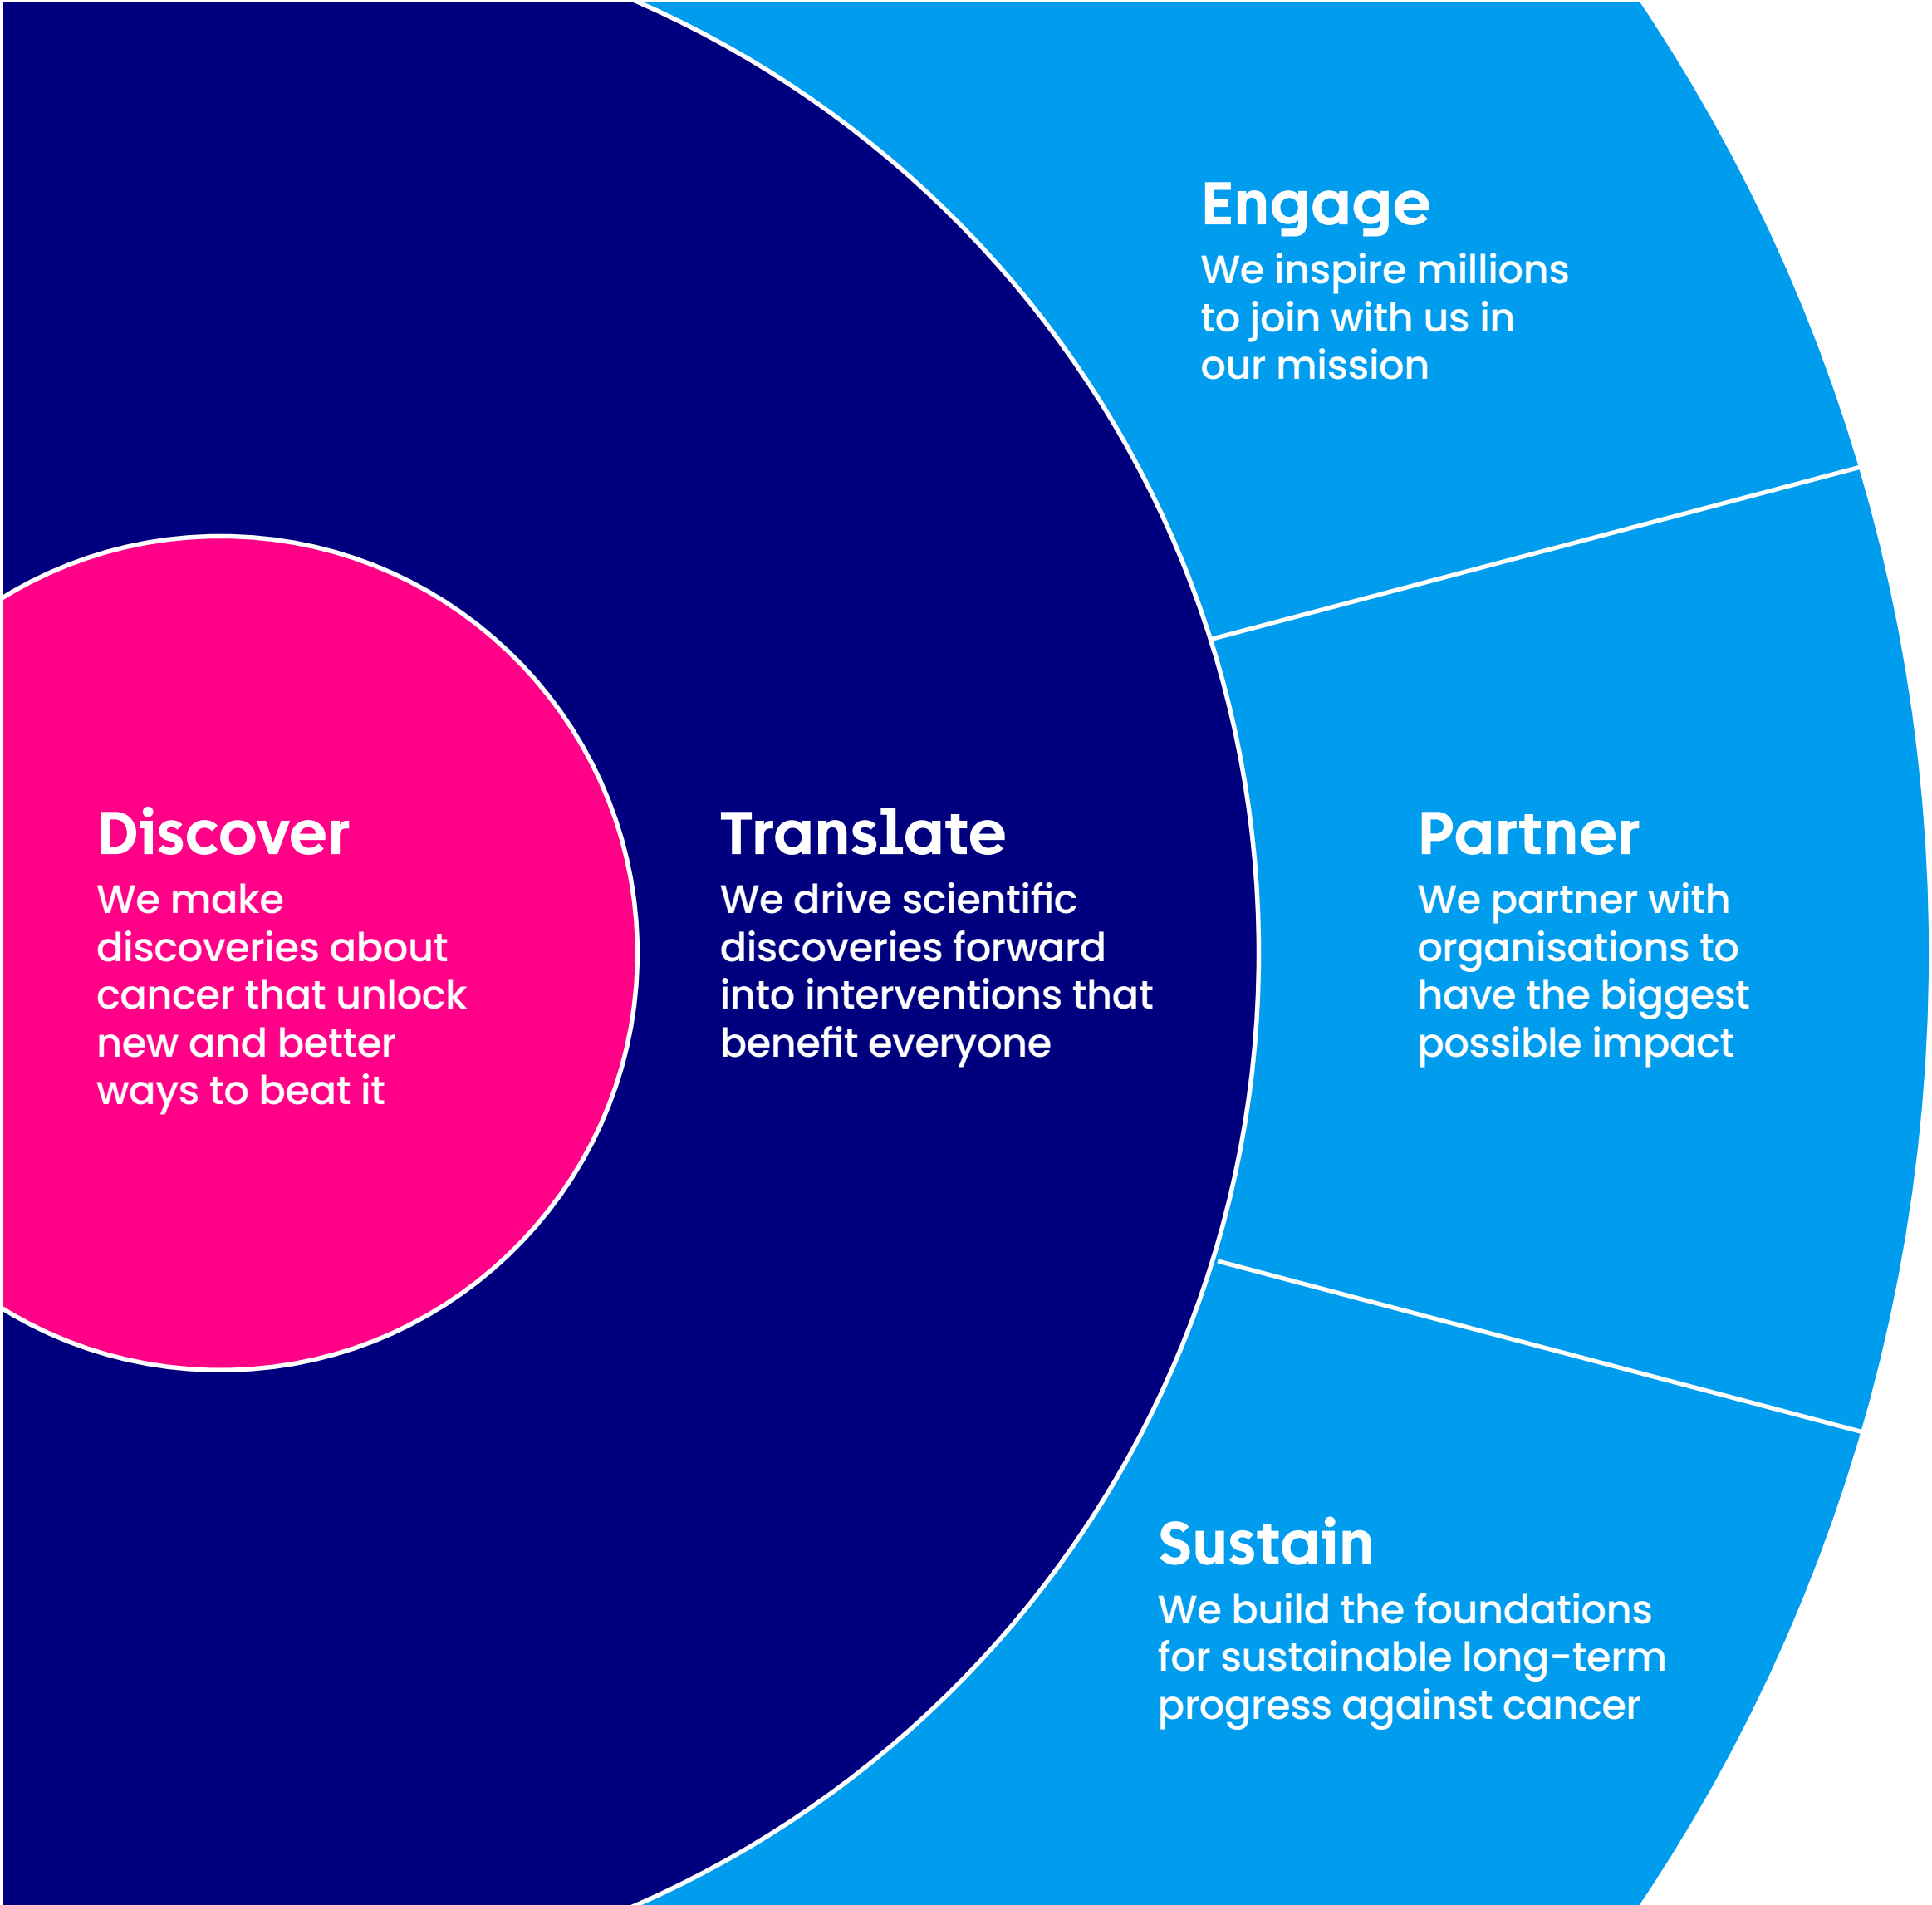 Engage
We inspire millions
to join with us in
our mission
Discover
We make
discoveries about
cancer that unlock
new and better
ways to beat it
Translate
We drive scientific
discoveries forward
into interventions that
benefit everyone
Partner
We partner with
organisations to
have the biggest
possible impact
Sustain
We build the foundations
for sustainable long-term
progress against cancer